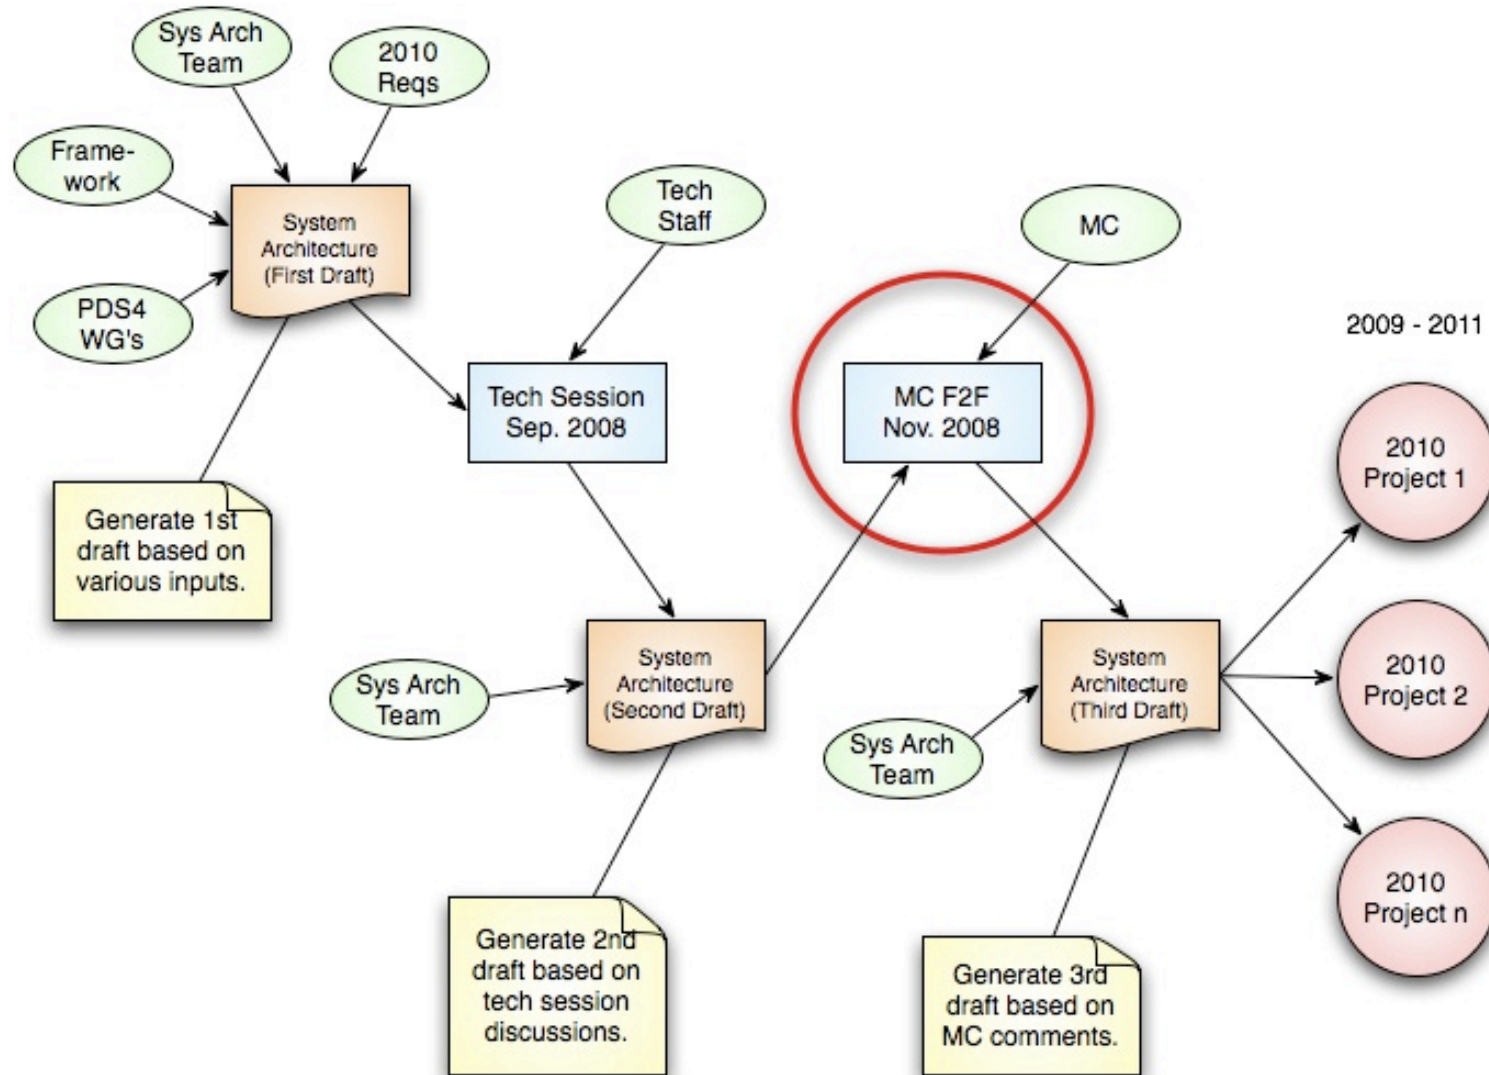 Sys Arch
Team
2010
Reqs
Frame-
work
System
Architecture
(First Draft)
PDS4
WG's
Tech
Staff
MC
2009 - 2011
Tech Session
Sep. 2008
MC F2F
Nov. 2008
2010
Project 1
Generate 1st
draft based on
various inputs.
Sys Arch
Team
System
Architecture
(Second Draft)
Sys Arch
Team
System
Architecture
(Third Draft)
2010
Project 2
2010
Project n
Generate 2nd
draft based on
tech session
discussions.
Generate 3rd
draft based on
MC comments.